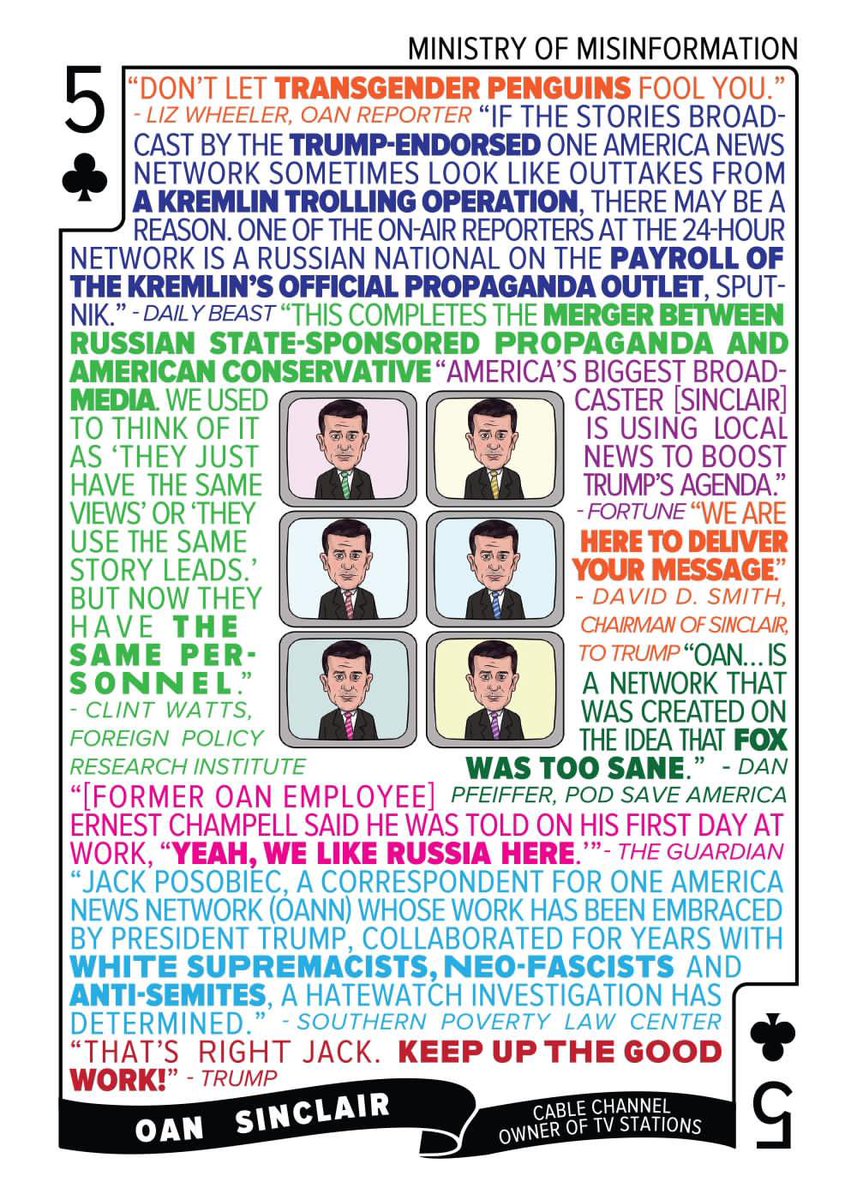 MINISTRY OF MISINFORMATION
5
“DON’T LET TRANSGENDER PENGUINS FOOL YOU.”
- LIZ WHEELER, OAN REPORTER “IF THE STORIES BROAD-
CAST BY THE TRUMP-ENDORSED ONE AMERICA NEWS
NETWORK SOMETIMES LOOK LIKE OUTTAKES FROM
A KREMLIN TROLLING OPERATION, THERE MAY BE A
REASON. ONE OF THE ON-AIR REPORTERS AT THE 24-HOUR
NETWORK IS A RUSSIAN NATIONAL ON THE PAYROLL OF
THE KREMLIN’S OFFICIAL PROPAGANDA OUTLET, SPUT-
NIK.” - DAILY BEAST “THIS COMPLETES THE MERGER BETWEEN
RUSSIAN STATE-SPONSORED PROPAGANDA AND
AMERICAN CONSERVATIVE
MEDIA. WE USED
TO THINK OF IT
AS ‘THEY JUST
HAVE THE SAME
VIEWS’ OR ‘THEY
USE THE SAME
STORY LEADS.’
BUT NOW THEY
HAVE THE
SAME PER-
SONNEL.”
- CLINT WATTS,
FOREIGN POLICY
RESEARCH INSTITUTE
“AMERICA’S BIGGEST BROAD-
CASTER [SINCLAIR]
IS USING LOCAL
NEWS TO BOOST
TRUMP’S AGENDA.”
- FORTUNE “WE ARE
HERE TO DELIVER
YOUR MESSAGE.”
- DAVID D. SMITH,
CHAIRMAN OF SINCLAIR,
TO TRUMP “OAN... IS
A NETWORK THAT
WAS CREATED ON
THE IDEA THAT FOX
WAS TOO SANE.” - DAN
PFEIFFER, POD SAVE AMERICA
“[FORMER OAN EMPLOYEE]
ERNEST CHAMPELL SAID HE WAS TOLD ON HIS FIRST DAY AT
WORK, “YEAH, WE LIKE RUSSIA HERE.’”- THE GUARDIAN
“JACK POSOBIEC, A CORRESPONDENT FOR ONE AMERICA
NEWS NETWORK (OANN) WHOSE WORK HAS BEEN EMBRACED
BY PRESIDENT TRUMP, COLLABORATED FOR YEARS WITH
WHITE SUPREMACISTS, NEO-FASCISTS AND
ANTI-SEMITES, A HATEWATCH INVESTIGATION HAS
DETERMINED.” - SOUTHERN POVERTY LAW CENTER
“THAT’S RIGHT JACK. KEEP UP THE GOOD
WORK!” - TRUMP
OAN SINCLAIR
CABLE CHANNEL
OWNER OF TV STATIONS
5